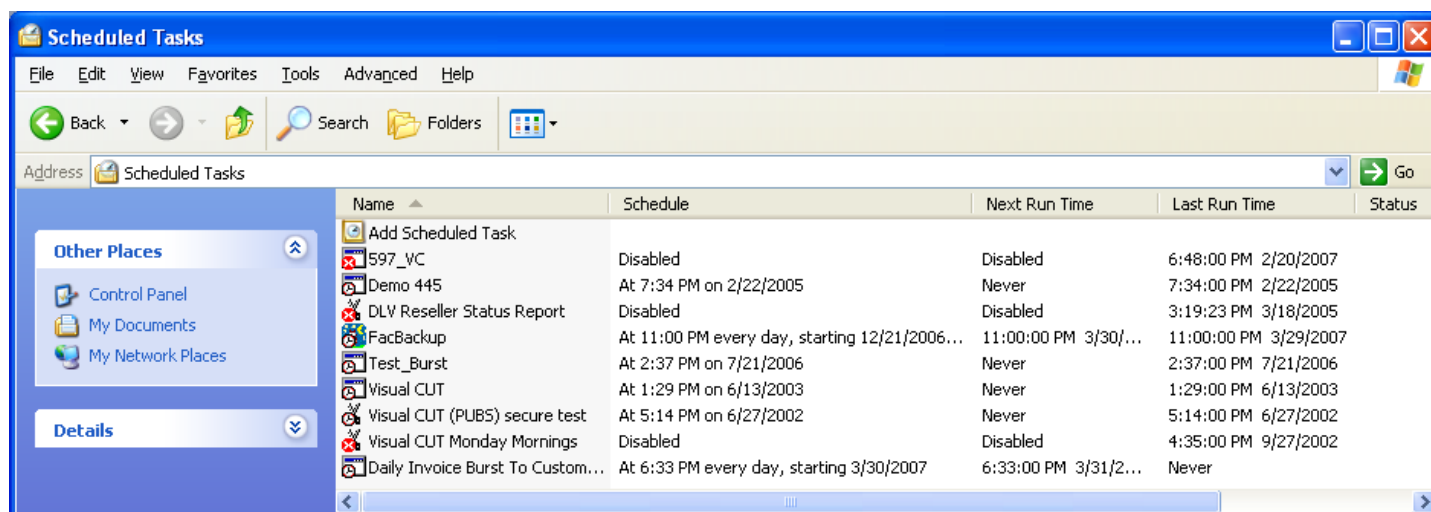 Scheduled Tasks
File Edit View Favorites Tools Advanced Help
Back Search Folders
Address Scheduled Tasks Go
Name Schedule Next Run Time Last Run Time Status
Other Places
Control Panel
My Documents
My Network Places
Details
Add Scheduled Task
597_VC Disabled Disabled 6:48:00 PM 2/20/2007
Demo 445 At 7:34 PM on 2/22/2005 Never 7:34:00 PM 2/22/2005
DLV Reseller Status Report Disabled Disabled 3:19:23 PM 3/18/2005
FacBackup At 11:00 PM every day, starting 12/21/2006... 11:00:00 PM 3/30/... 11:00:00 PM 3/29/2007
Test_Burst At 2:37 PM on 7/21/2006 Never 2:37:00 PM 7/21/2006
Visual CUT At 1:29 PM on 6/13/2003 Never 1:29:00 PM 6/13/2003
Visual CUT (PUBS) secure test At 5:14 PM on 6/27/2002 Never 5:14:00 PM 6/27/2002
Visual CUT Monday Mornings Disabled Disabled 4:35:00 PM 9/27/2002
Daily Invoice Burst To Custom... At 6:33 PM every day, starting 3/30/2007 6:33:00 PM 3/31/2... Never